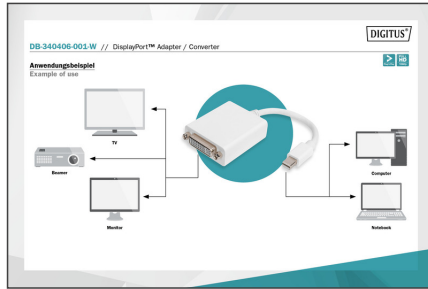 DIGITUS®
DB-340406-001-W // DisplayPort™ Adapter / Converter
Anwendungsbeispiel
Example of use
HD
TV
Beamer
Monitor
Computer
Notebook